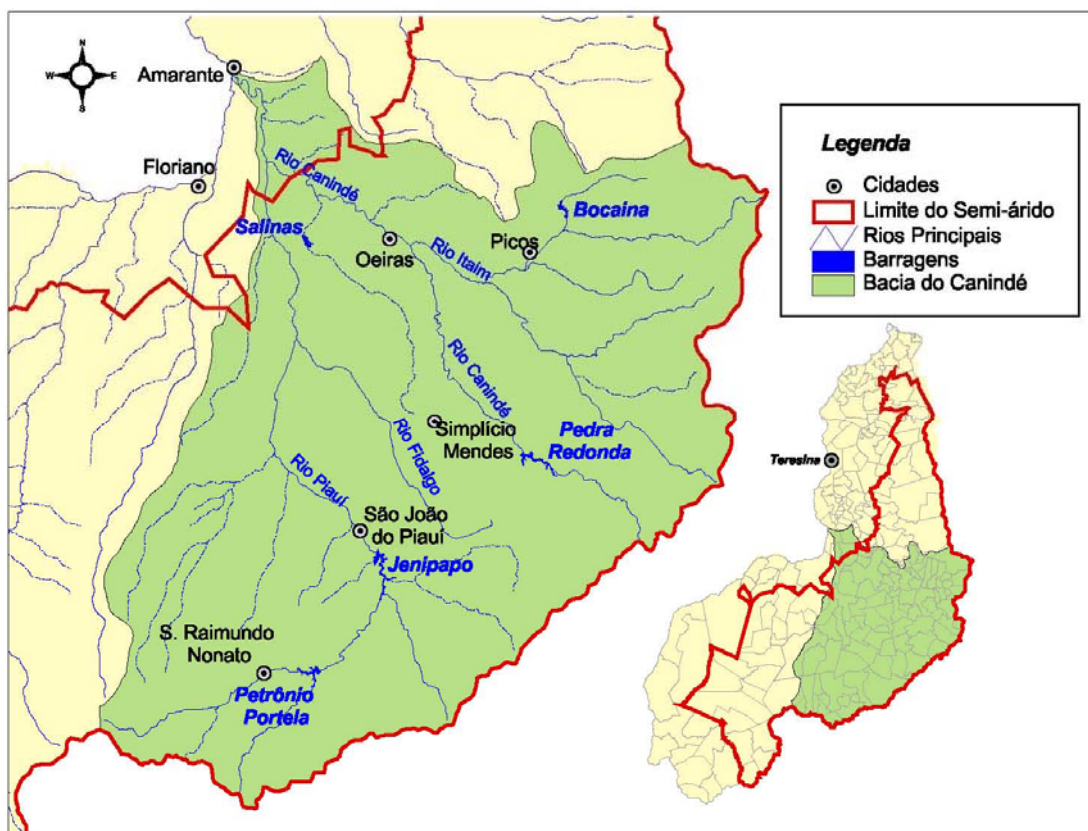 N
W
E
S
Amarante
Floriano
Rio Canindé
Salinas
Bocaina
Oeiras
Picos
Rio Itaim
Rio Canindé
Simplício
Mendes
Pedra
Redonda
Rio Fidalgo
Rio Piauí
São João
do Piauí
Jenipapo
S. Raimundo
Nonato
Petrônio
Portela
Legenda
Cidades
Limite do Semi-árido
Rios Principais
Barragens
Bacia do Canindé
Teresina